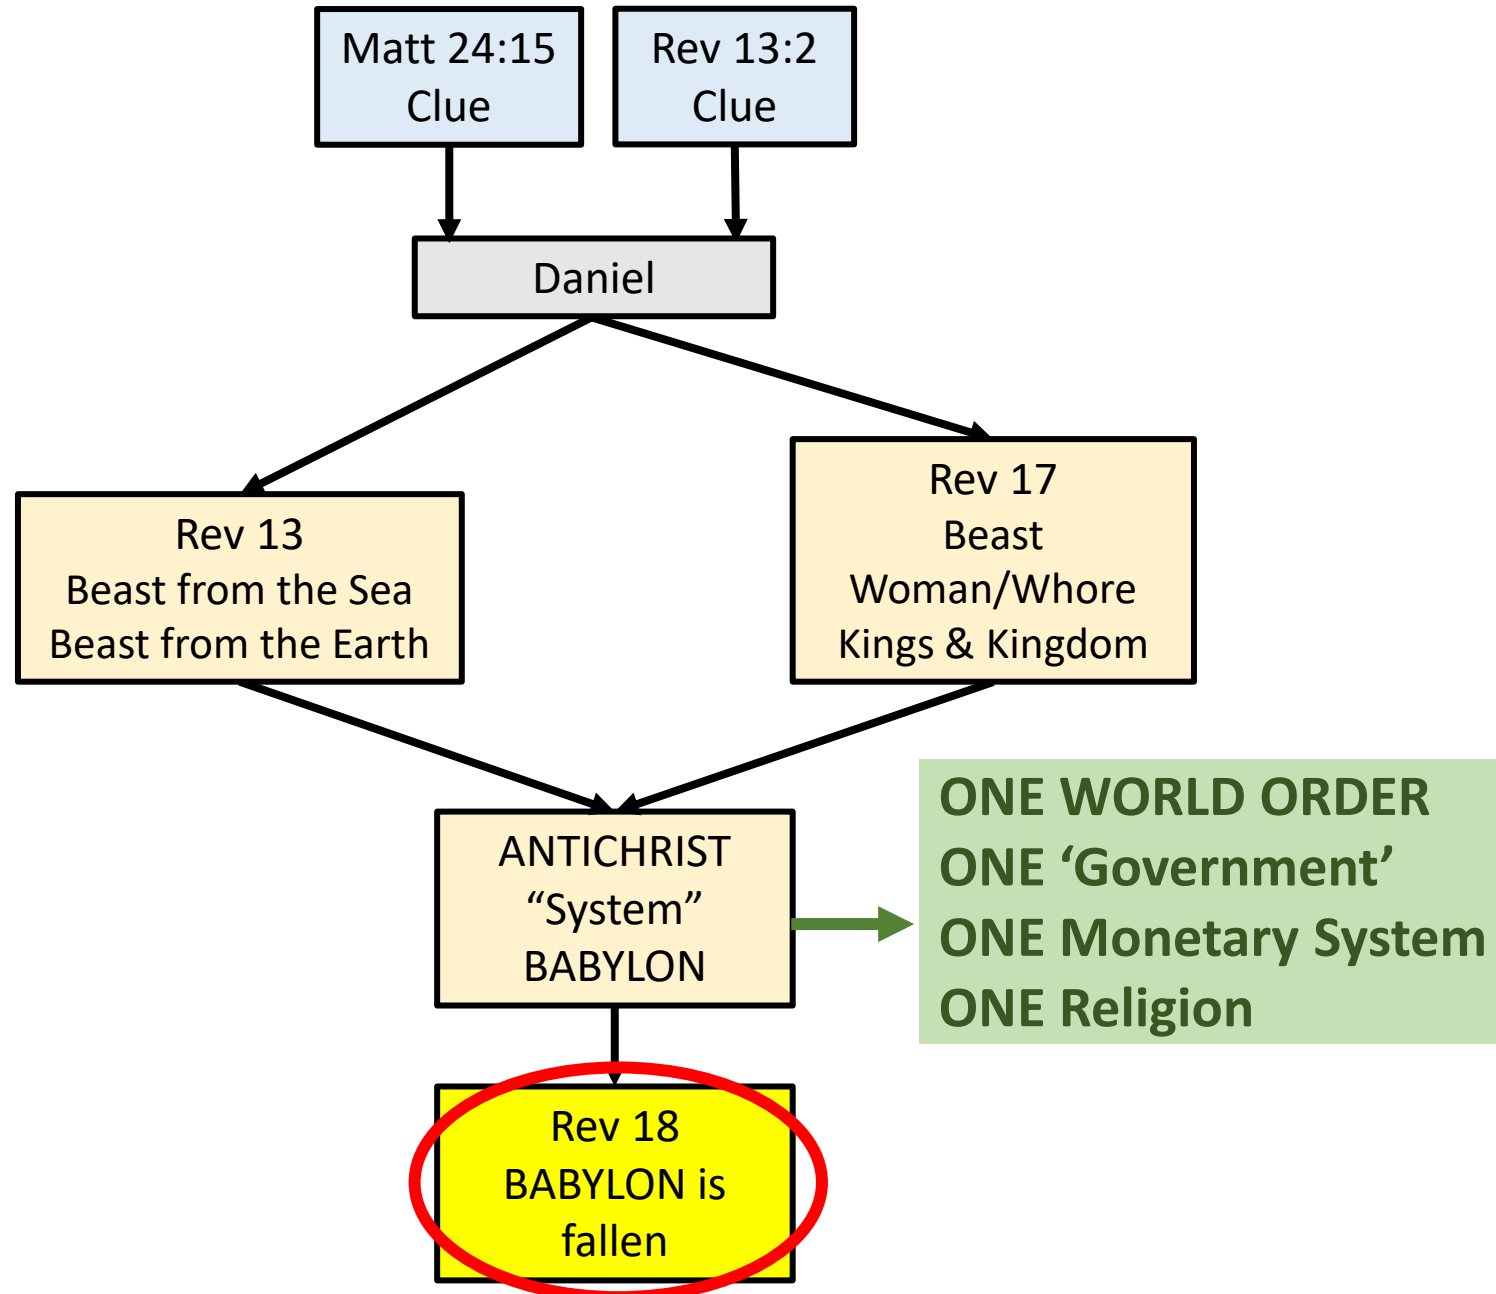 Matt 24:15
Clue
Rev 13:2
Clue
Daniel
Rev 13
Beast from the Sea
Beast from the Earth
Rev 17
Beast
Woman/Whore
Kings & Kingdom
ANTICHRIST
“System”
BABYLON
ONE WORLD ORDER
ONE ‘Government’
ONE Monetary System
ONE Religion
Rev 18
BABYLON is
fallen